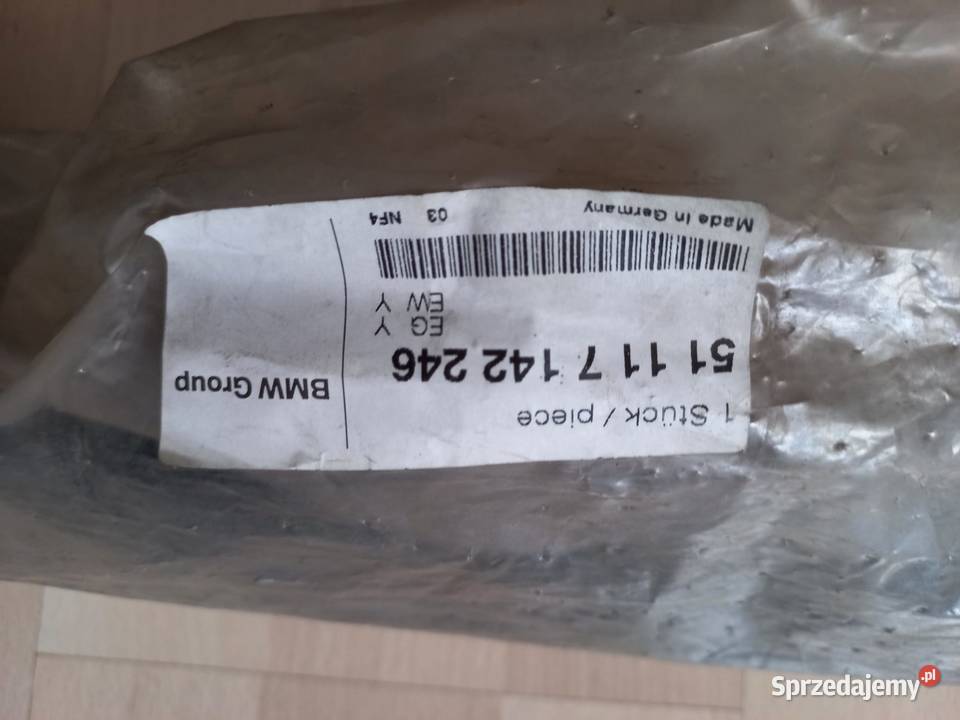 1 Stück / piece
51 11 7 142 246
EG Y
EW Y
Made in Germany 03 NF4
BMW Group
Sprzedajemy.pl